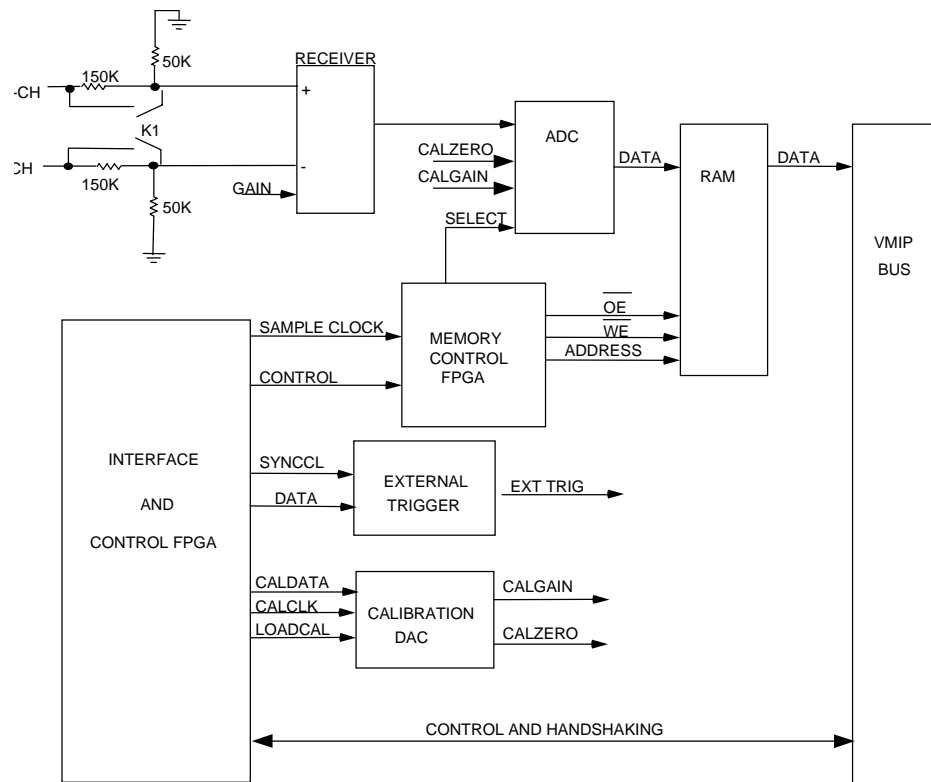 50K
RECEIVER
150K
-CH
+
K1
-
CH
150K
50K
GAIN
CALZERO
CALGAIN
SELECT
ADC
DATA
RAM
DATA
VMIP
BUS
SAMPLE CLOCK
CONTROL
MEMORY
CONTROL
FPGA
OE
WE
ADDRESS
INTERFACE
AND
CONTROL FPGA
SYNCCL
DATA
EXTERNAL
TRIGGER
EXT TRIG
CALDATA
CALCLK
LOADCAL
CALIBRATION
DAC
CALGAIN
CALZERO
CONTROL AND HANDSHAKING